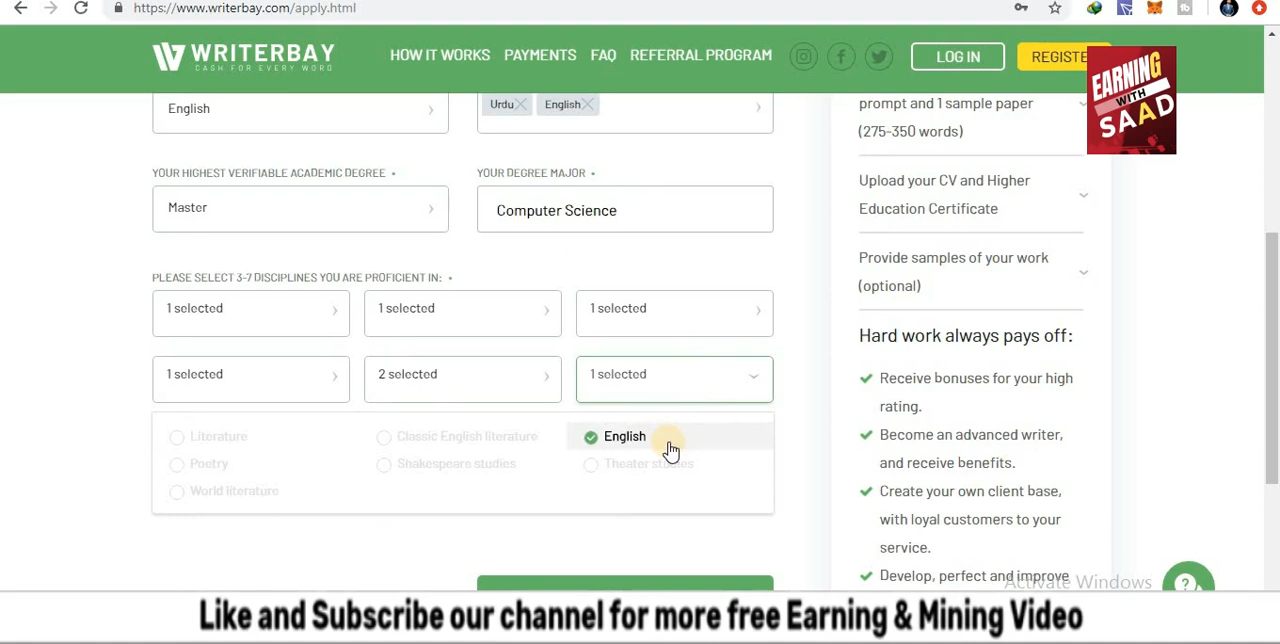 https://www.writerbay.com/apply.html
WRITERBAY
CASH FOR EVERY WORD
HOW IT WORKS
PAYMENTS
FAQ
REFERRAL PROGRAM
LOG IN
REGISTE
EARNING
WITH
SAAD
English
Urdu
English
YOUR HIGHEST VERIFIABLE ACADEMIC DEGREE
YOUR DEGREE MAJOR
Master
Computer Science
PLEASE SELECT 3-7 DISCIPLINES YOU ARE PROFICIENT IN:
1 selected
1 selected
1 selected
1 selected
2 selected
1 selected
Literature
Classic English literature
English
Poetry
Shakespeare studies
Theater studies
World literature
prompt and 1 sample paper
(275-350 words)
Upload your CV and Higher
Education Certificate
Provide samples of your work
(optional)
Hard work always pays off:
Receive bonuses for your high
rating.
Become an advanced writer,
and receive benefits.
Create your own client base,
with loyal customers to your
service.
Develop, perfect and improve
Activate Windows
?
Like and Subscribe our channel for more free Earning & Mining Video